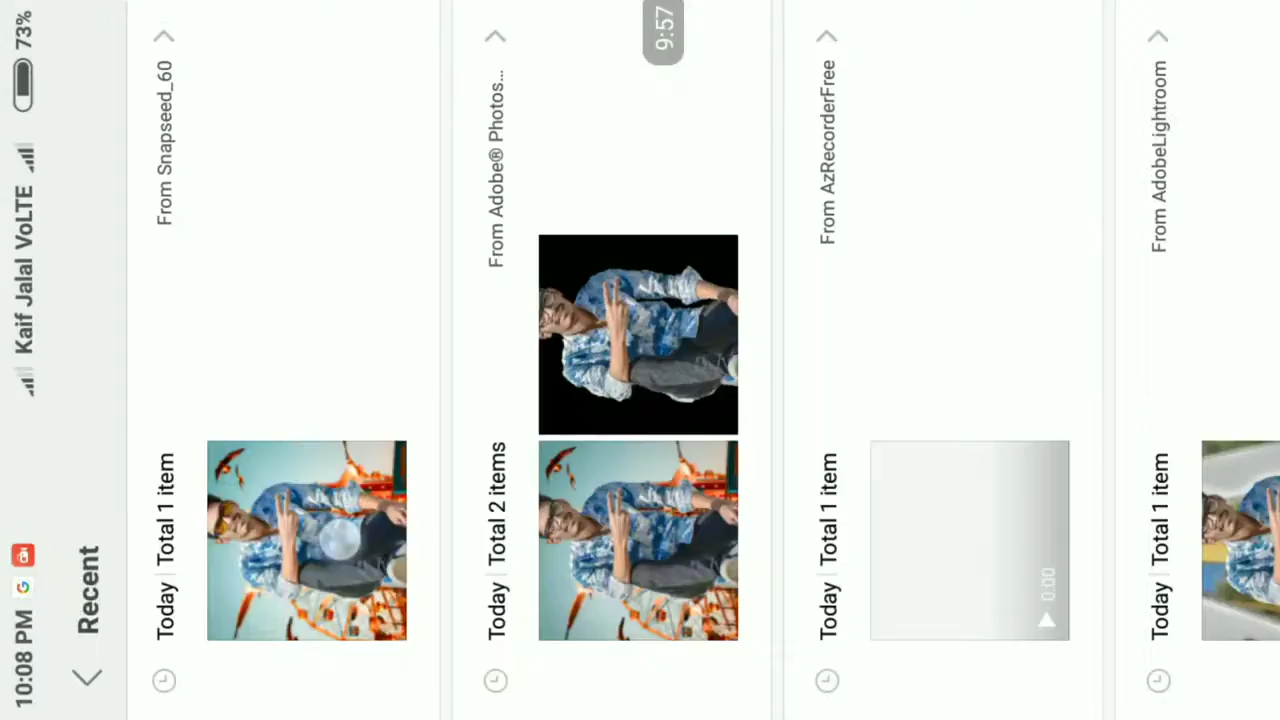 10:08 PM
Kaif Jalal VoLTE
73%
Recent
Today | Total 1 item
From Snapseed_60
Today | Total 2 items
From Adobe® Photos...
9:57
Today | Total 1 item
From AzRecorderFree
0:00
Today | Total 1 item
From AdobeLightroom